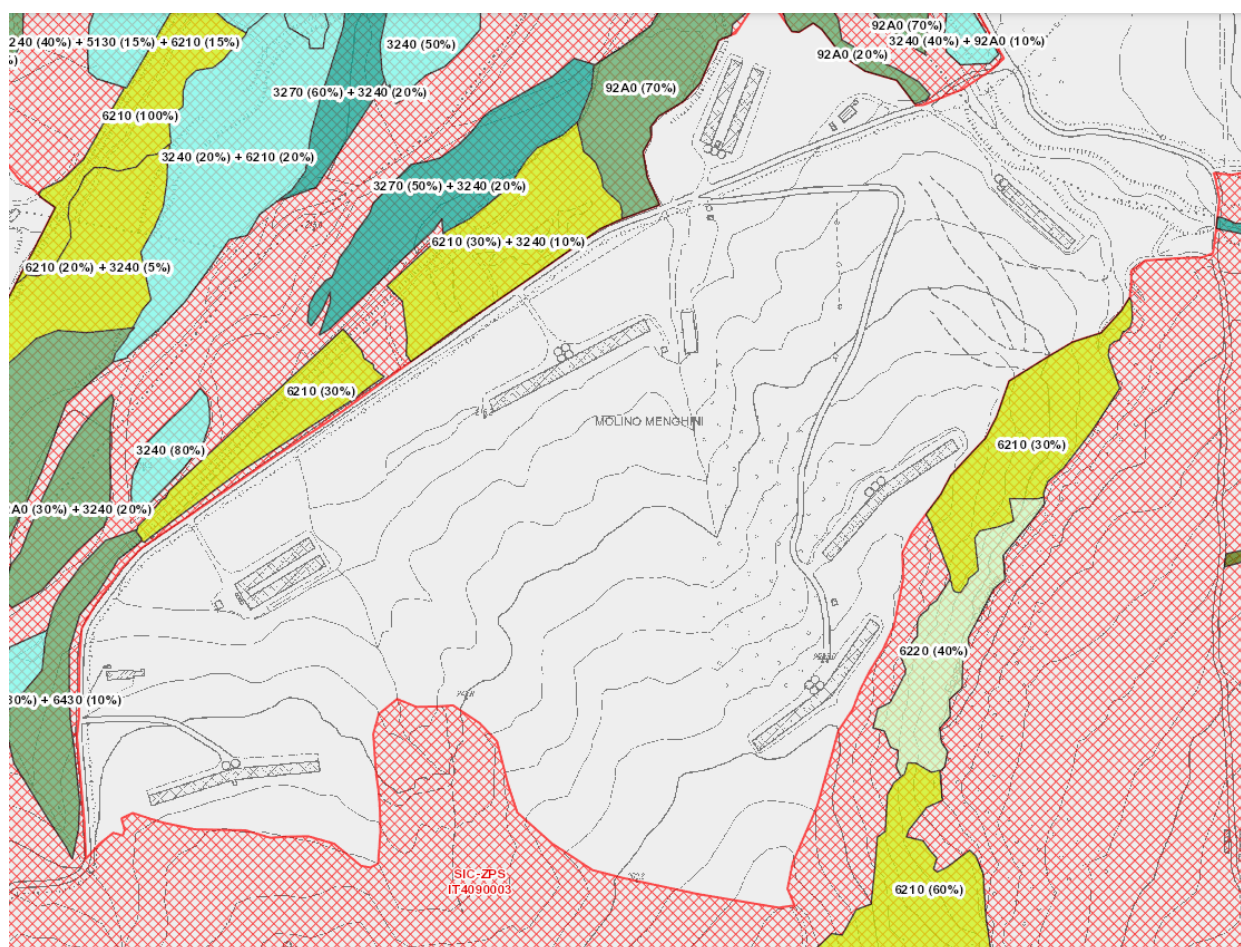 92A0 (70%)
240 (40%) + 5130 (15%) + 6210 (15%)
3240 (50%)
3240 (40%) + 92A0 (10%)
92A0 (20%)
%)
3270 (60%) + 3240 (20%)
92A0 (70%)
6210 (100%)
3240 (20%) + 6210 (20%)
3270 (50%) + 3240 (20%)
6210 (30%) + 3240 (10%)
6210 (20%) + 3240 (5%)
6210 (30%)
MOLINO MENGHINI
6210 (30%)
3240 (80%)
2A0 (30%) + 3240 (20%)
6220 (40%)
30%) + 6430 (10%)
SIC-ZPS
IT4090003
6210 (60%)